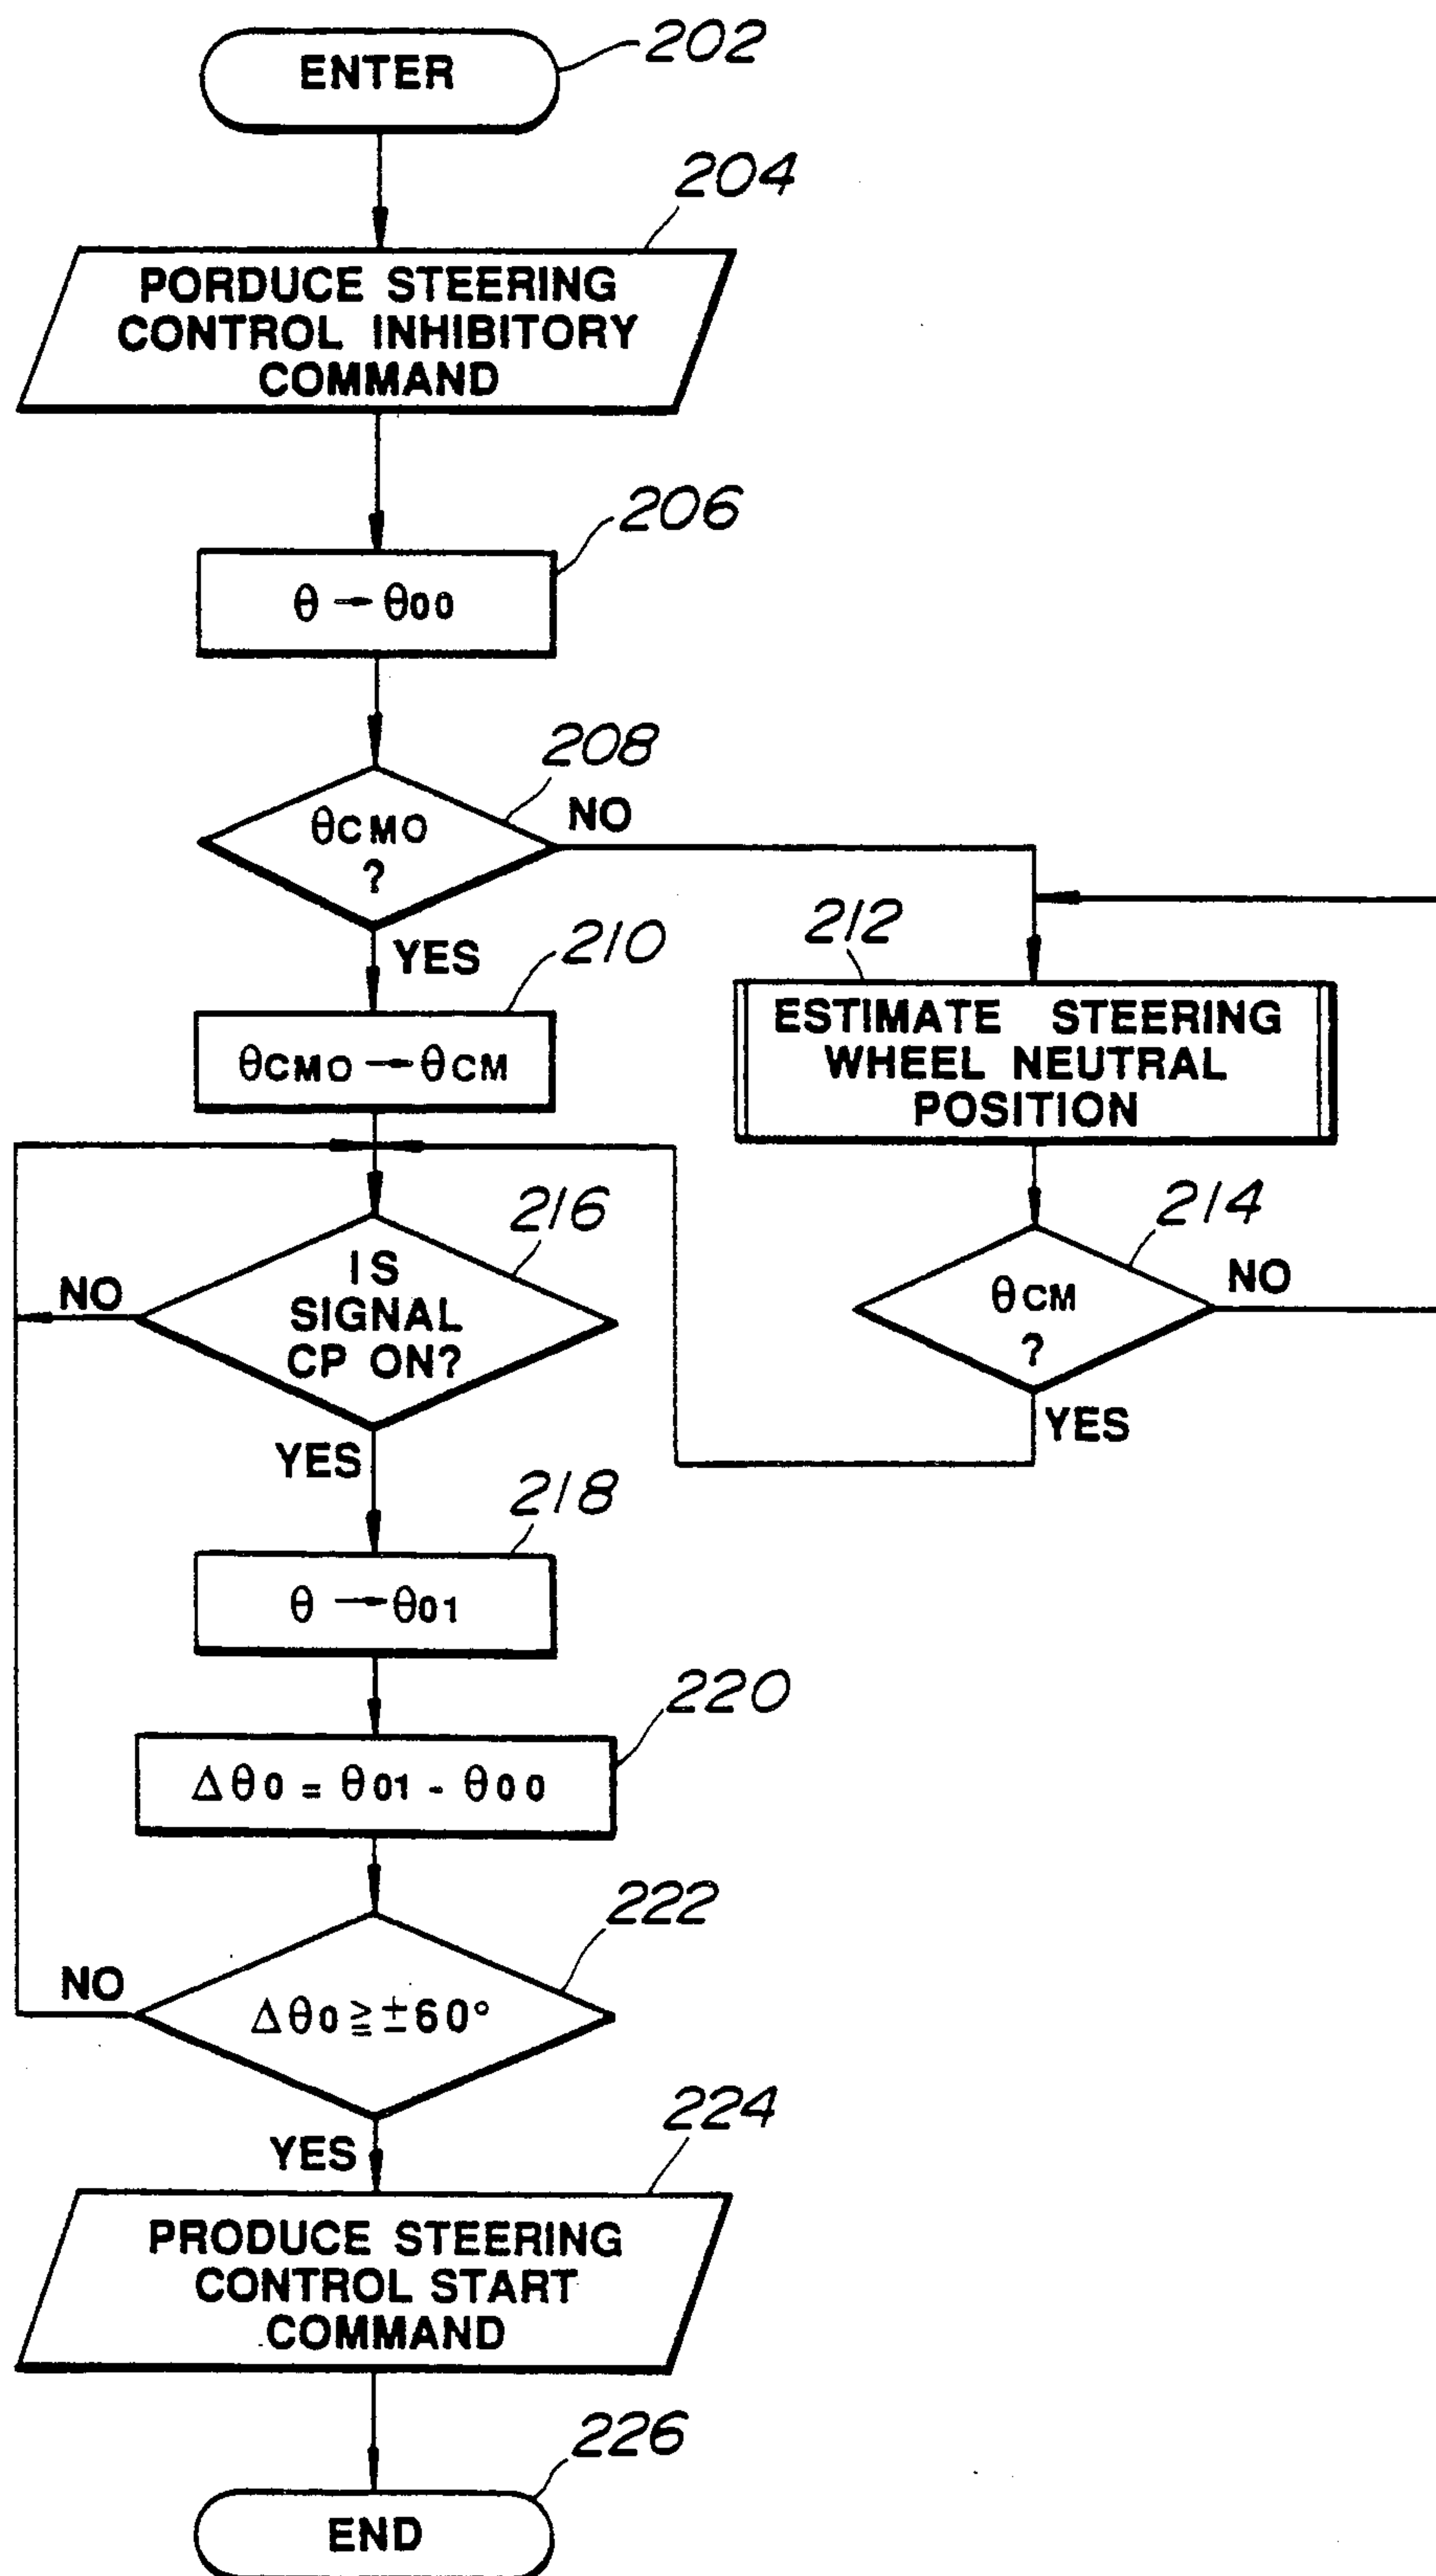 ENTER
202
204
PORDUCE STEERING
CONTROL INHIBITORY
COMMAND
206
θ → θ00
208
θCMO
?
NO
YES
210
θCMO → θCM
212
ESTIMATE STEERING
WHEEL NEUTRAL
POSITION
214
θCM
?
NO
YES
216
IS
SIGNAL
CP ON?
NO
YES
218
θ → θ01
220
Δθ0 = θ01 - θ00
222
Δθ0 ≧ ±60°
NO
YES
224
PRODUCE STEERING
CONTROL START
COMMAND
226
END